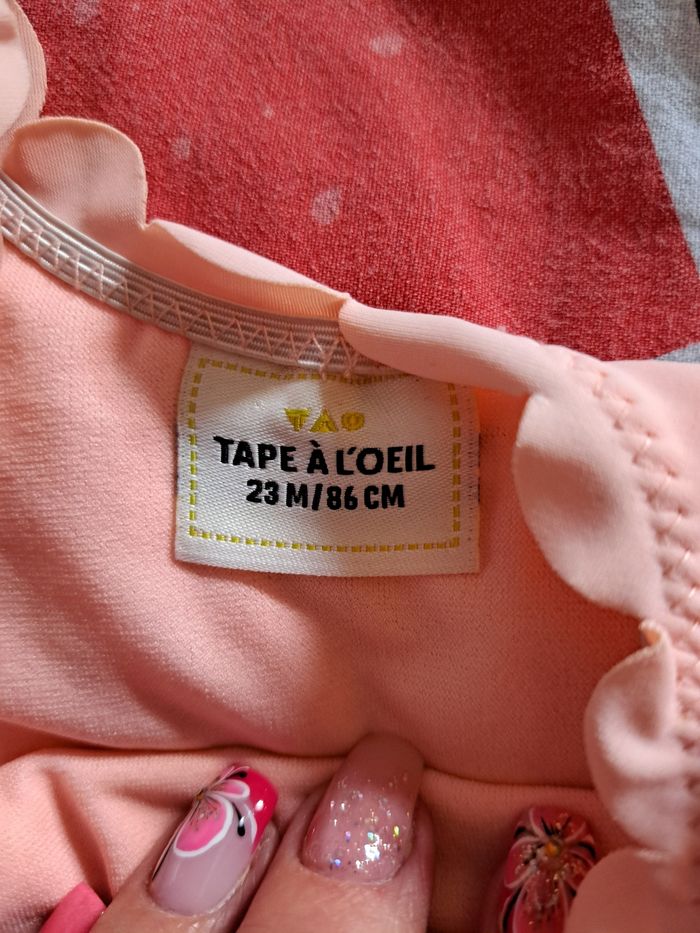 TAO
TAPE À L'OEIL
23 M/86 CM